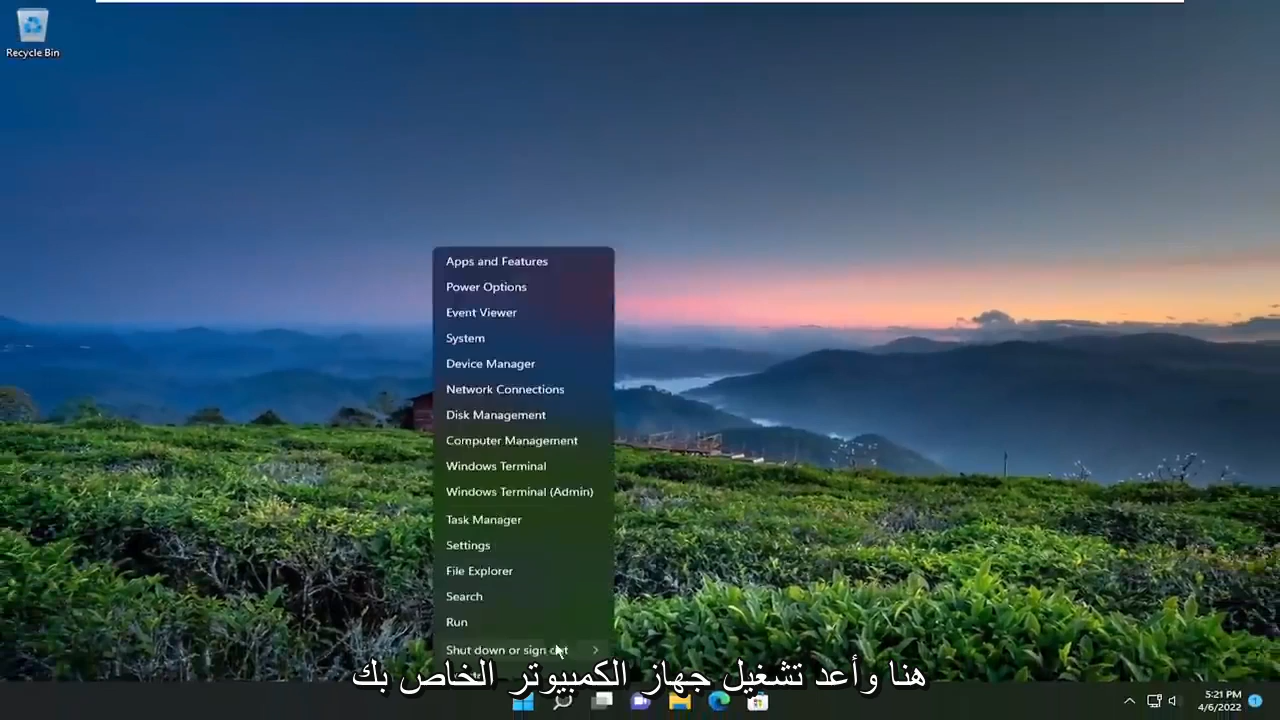 Recycle Bin
Apps and Features
Power Options
Event Viewer
System
Device Manager
Network Connections
Disk Management
Computer Management
Windows Terminal
Windows Terminal (Admin)
Task Manager
Settings
File Explorer
Search
Run
Shut down or sign out
هنا وأعد تشغيل جهاز الكمبيوتر الخاص بك
5:21 PM
4/6/2022
1